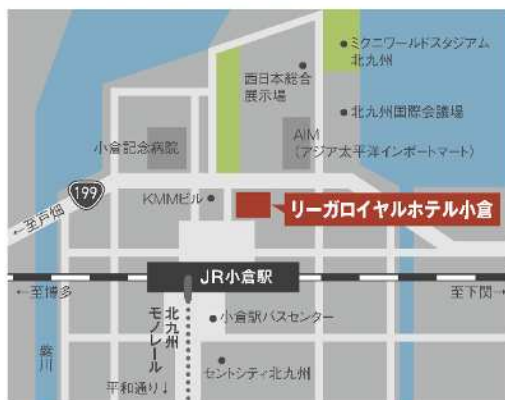 ミクニワールドスタジアム
北九州
西日本総合
展示場
北九州国際会議場
小倉記念病院
AIM
(アジア太平洋インポートマート)
199
KMMビル
リーガロイヤルホテル小倉
←至戸畑
JR小倉駅
←至博多
至下関→
北九州
モノレール
小倉駅バスセンター
紫川
セントシティ北九州
平和通り↓